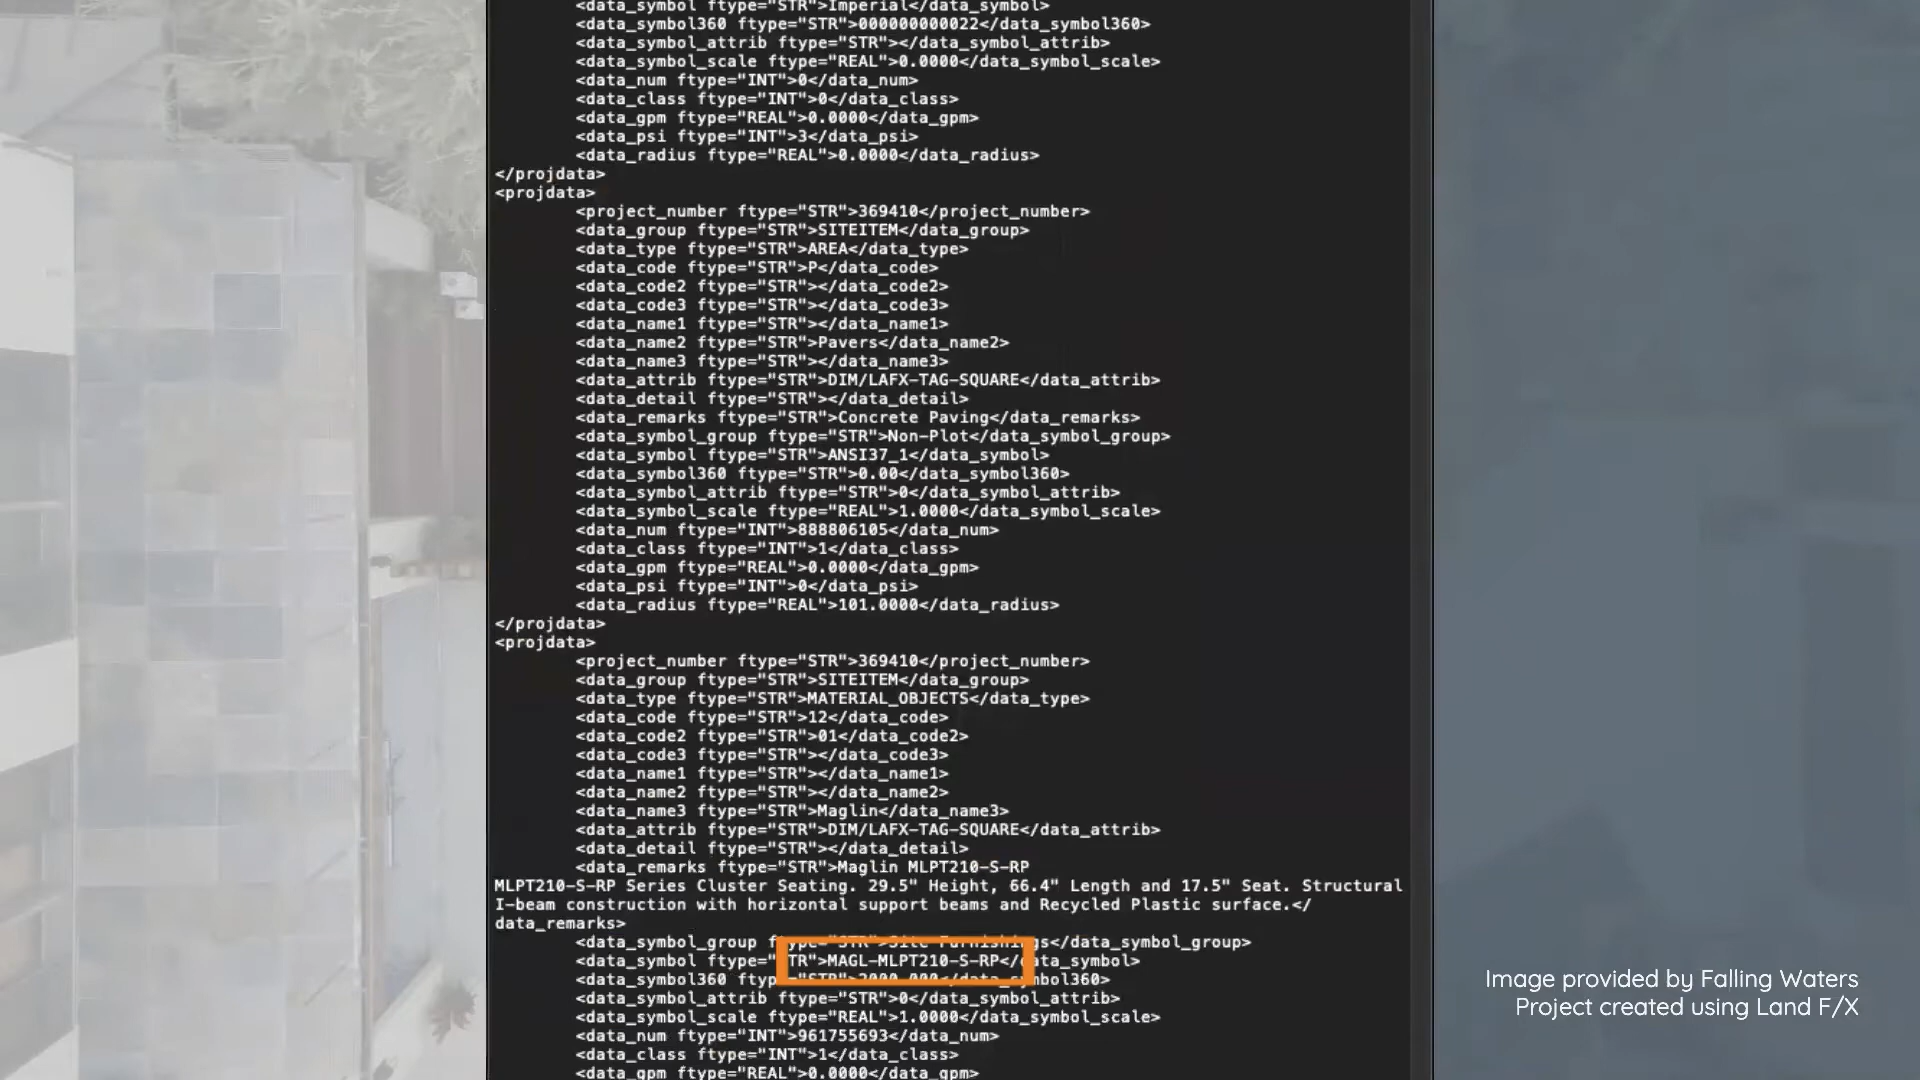 <data_symbol ftype="STR">Imperial</data_symbol>
<data_symbol360 ftype="STR">000000000022</data_symbol360>
<data_symbol_attrib ftype="STR"></data_symbol_attrib>
<data_symbol_scale ftype="REAL">0.0000</data_symbol_scale>
<data_num ftype="INT">0</data_num>
<data_class ftype="INT">0</data_class>
<data_gpm ftype="REAL">0.0000</data_gpm>
<data_psi ftype="INT">3</data_psi>
<data_radius ftype="REAL">0.0000</data_radius>
</projdata>
<projdata>
<project_number ftype="STR">369410</project_number>
<data_group ftype="STR">SITEITEM</data_group>
<data_type ftype="STR">AREA</data_type>
<data_code ftype="STR">P</data_code>
<data_code2 ftype="STR"></data_code2>
<data_code3 ftype="STR"></data_code3>
<data_name1 ftype="STR"></data_name1>
<data_name2 ftype="STR">Pavers</data_name2>
<data_name3 ftype="STR"></data_name3>
<data_attrib ftype="STR">DIM/LAFX-TAG-SQUARE</data_attrib>
<data_detail ftype="STR"></data_detail>
<data_remarks ftype="STR">Concrete Paving</data_remarks>
<data_symbol_group ftype="STR">Non-Plot</data_symbol_group>
<data_symbol ftype="STR">ANSI37_1</data_symbol>
<data_symbol360 ftype="STR">0.00</data_symbol360>
<data_symbol_attrib ftype="STR">0</data_symbol_attrib>
<data_symbol_scale ftype="REAL">1.0000</data_symbol_scale>
<data_num ftype="INT">888806105</data_num>
<data_class ftype="INT">1</data_class>
<data_gpm ftype="REAL">0.0000</data_gpm>
<data_psi ftype="INT">0</data_psi>
<data_radius ftype="REAL">101.0000</data_radius>
</projdata>
<projdata>
<project_number ftype="STR">369410</project_number>
<data_group ftype="STR">SITEITEM</data_group>
<data_type ftype="STR">MATERIAL_OBJECTS</data_type>
<data_code ftype="STR">12</data_code>
<data_code2 ftype="STR">01</data_code2>
<data_code3 ftype="STR"></data_code3>
<data_name1 ftype="STR"></data_name1>
<data_name2 ftype="STR"></data_name2>
<data_name3 ftype="STR">Maglin</data_name3>
<data_attrib ftype="STR">DIM/LAFX-TAG-SQUARE</data_attrib>
<data_detail ftype="STR"></data_detail>
<data_remarks ftype="STR">Maglin MLPT210-S-RP
MLPT210-S-RP Series Cluster Seating. 29.5" Height, 66.4" Length and 17.5" Seat. Structural
I-beam construction with horizontal support beams and Recycled Plastic surface.</
data_remarks>
<data_symbol_group ftype="STR">Site Furnishings</data_symbol_group>
<data_symbol ftype="STR">MAGL-MLPT210-S-RP</data_symbol>
<data_symbol360 ftype="STR">2000.000</data_symbol360>
<data_symbol_attrib ftype="STR">0</data_symbol_attrib>
<data_symbol_scale ftype="REAL">1.0000</data_symbol_scale>
<data_num ftype="INT">961755693</data_num>
<data_class ftype="INT">1</data_class>
<data_gpm ftype="REAL">0.0000</data_gpm>
Image provided by Falling Waters
Project created using Land F/X